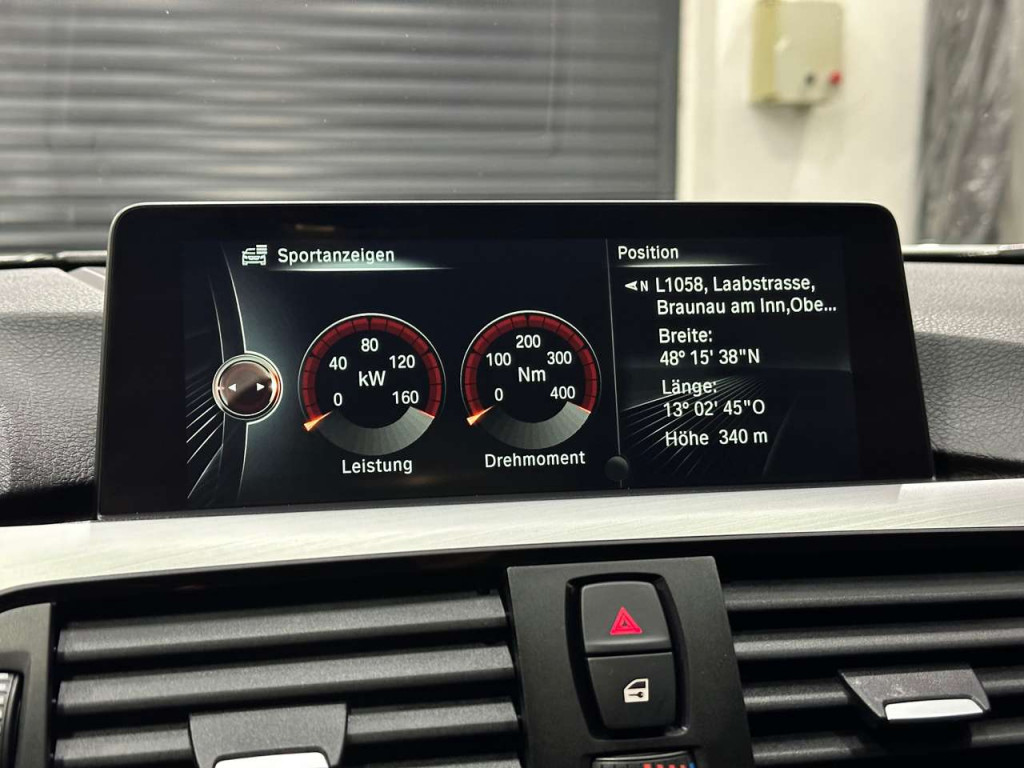 Sportanzeigen
0
40
80
120
160
kW
Leistung
0
100
200
300
400
Nm
Drehmoment
Position
N L1058, Laabstrasse,
Braunau am Inn,Obe...
Breite:
48° 15' 38"N
Länge:
13° 02' 45"O
Höhe 340 m